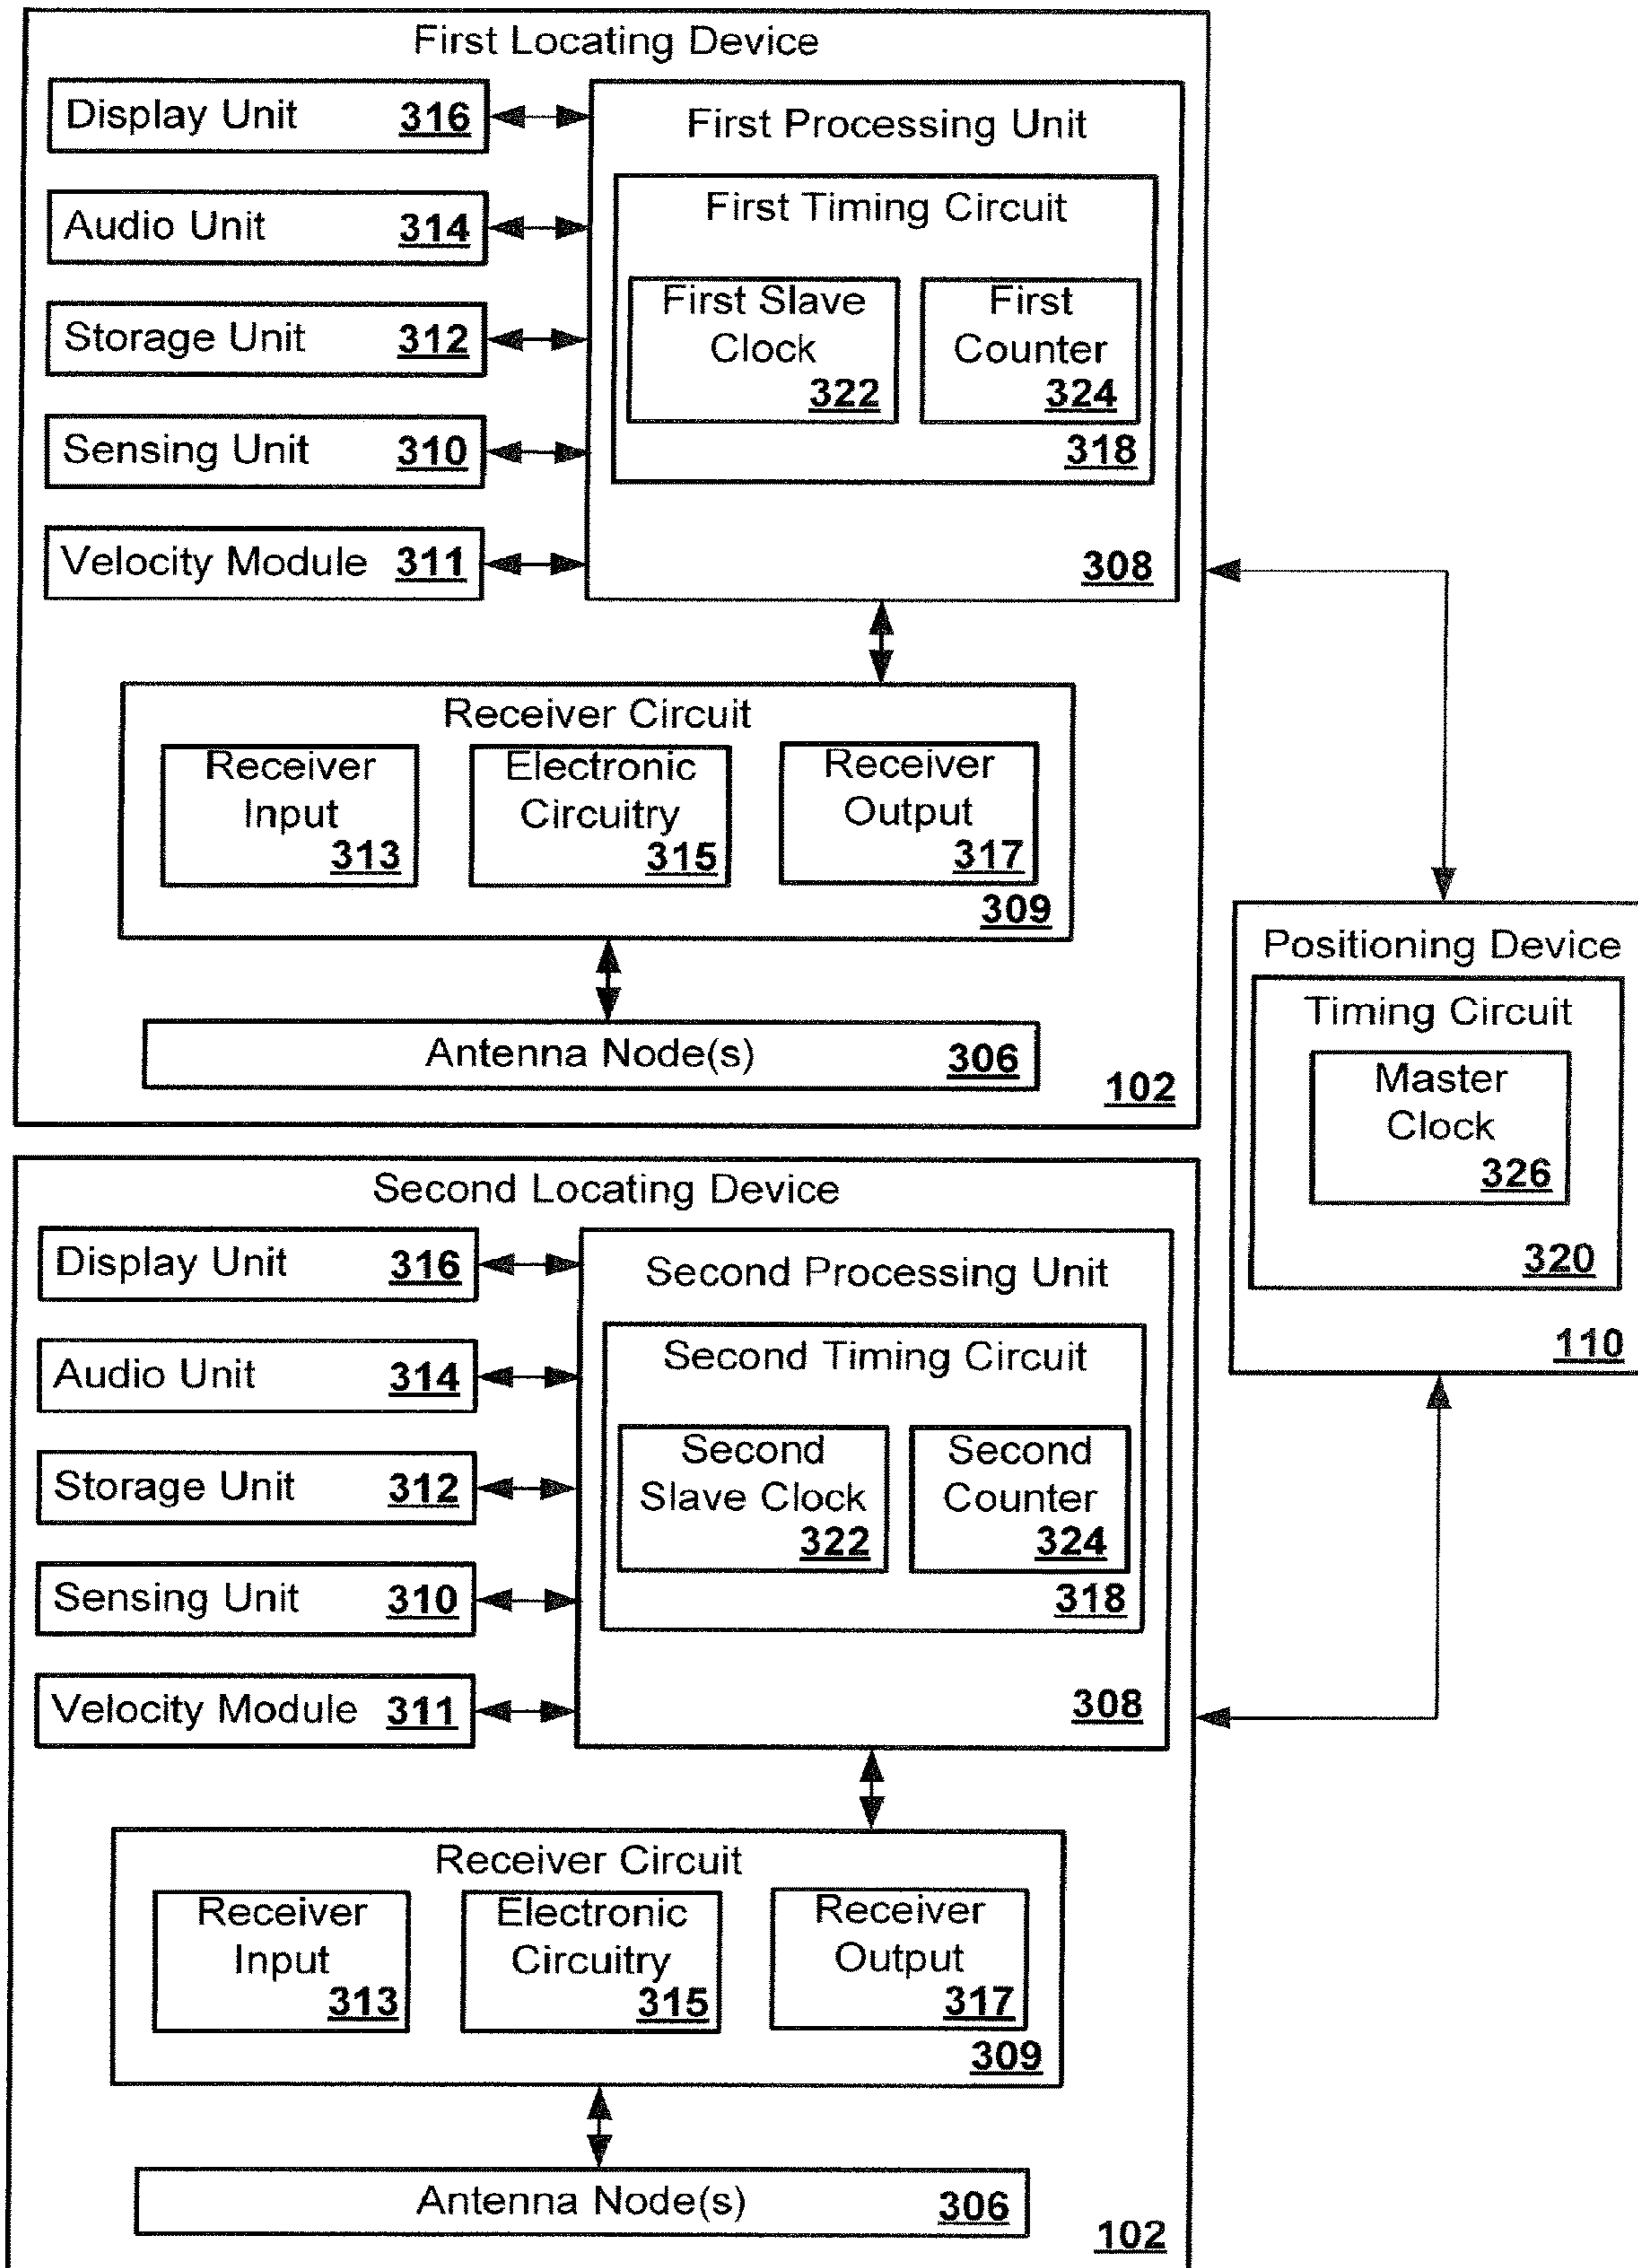 First Locating Device
Display Unit 316
Audio Unit 314
Storage Unit 312
Sensing Unit 310
Velocity Module 311
First Processing Unit
First Timing Circuit
First Slave
Clock
322
First
Counter
324
318
308
Receiver Circuit
Receiver
Input
313
Electronic
Circuitry
315
Receiver
Output
317
309
Antenna Node(s) 306
102
Positioning Device
Timing Circuit
Master
Clock
326
320
110
Second Locating Device
Display Unit 316
Audio Unit 314
Storage Unit 312
Sensing Unit 310
Velocity Module 311
Second Processing Unit
Second Timing Circuit
Second
Slave Clock
322
Second
Counter
324
318
308
Receiver Circuit
Receiver
Input
313
Electronic
Circuitry
315
Receiver
Output
317
309
Antenna Node(s) 306
102